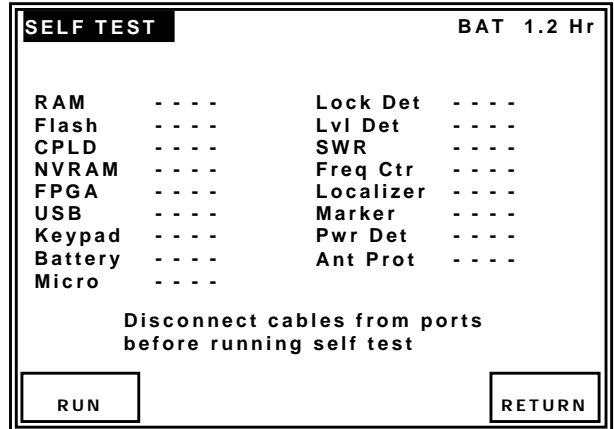 SELF TEST BAT 1.2 Hr
RAM - - - - Lock Det - - - -
Flash - - - - Lvl Det - - - -
CPLD - - - - SWR - - - -
NVRAM - - - - Freq Ctr - - - -
FPGA - - - - Localizer - - - -
USB - - - - Marker - - - -
Keypad - - - - Pwr Det - - - -
Battery - - - - Ant Prot - - - -
Micro - - - -
Disconnect cables from ports
before running self test
RUN RETURN